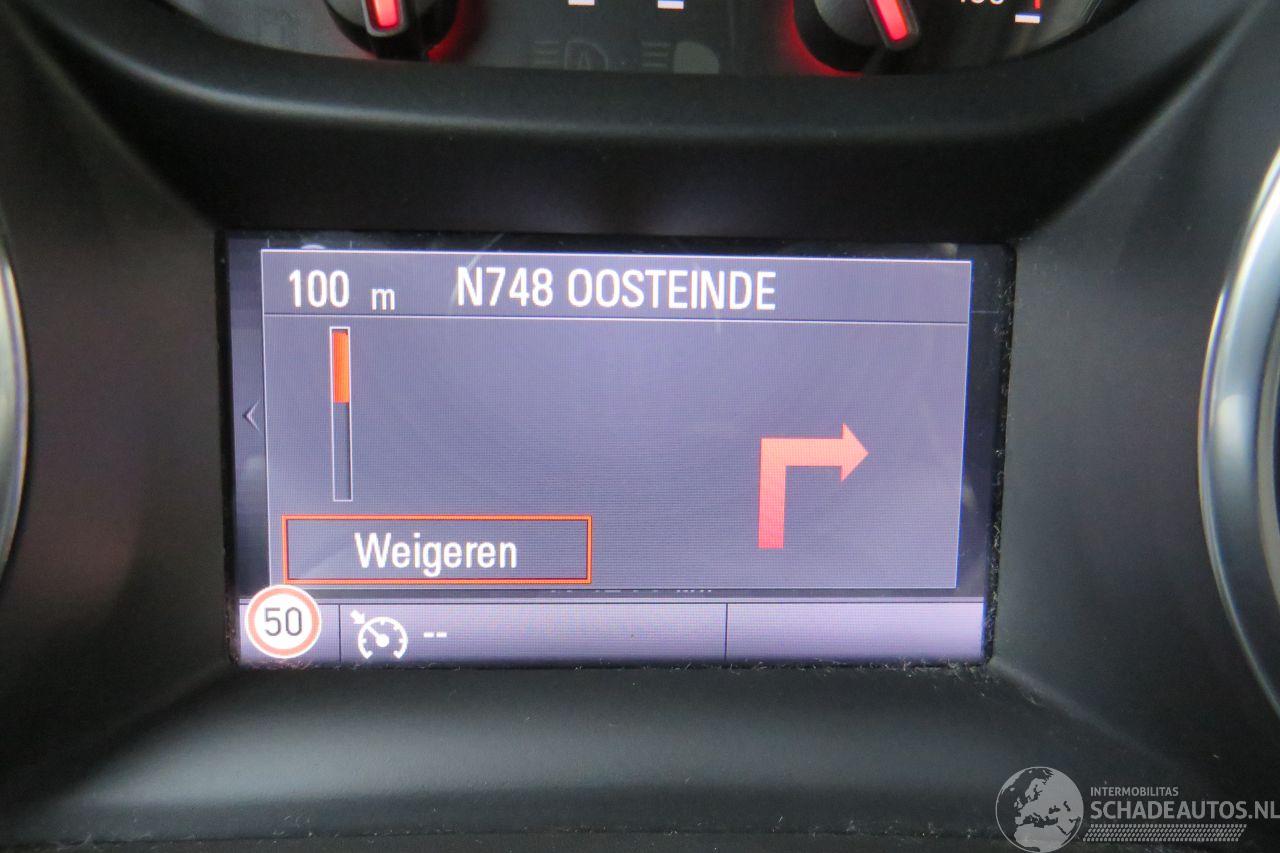 100 m N748 OOSTEINDE
Weigeren
50 --
INTERMOBILITAS
SCHADEAUTOS.NL